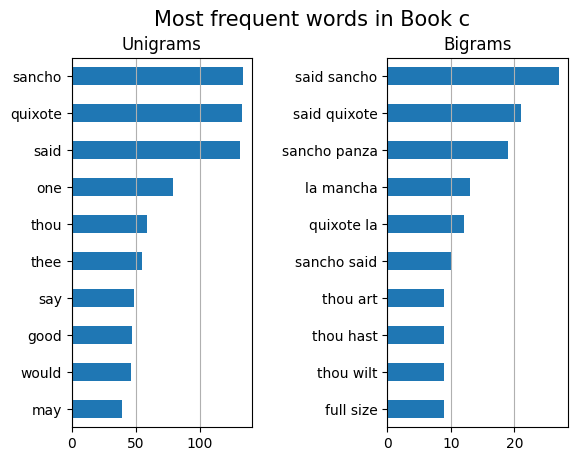 Most frequent words in Book c
Unigrams
sancho
quixote
said
one
thou
thee
say
good
would
may
0 50 100
Bigrams
said sancho
said quixote
sancho panza
la mancha
quixote la
sancho said
thou art
thou hast
thou wilt
full size
0 10 20